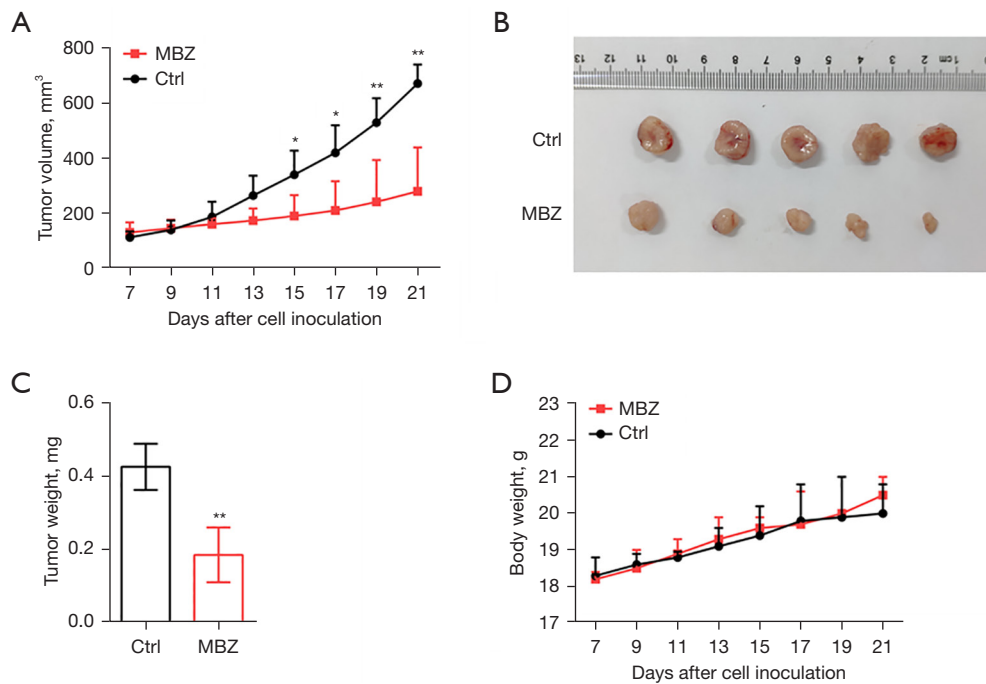 A
MBZ
Ctrl
Tumor volume, mm³
800
600
400
200
0
*
*
**
**
7 9 11 13 15 17 19 21
Days after cell inoculation
B
13 12 11 10 9 8 7 6 5 4 3 2 1cm
Ctrl
MBZ
C
Tumor weight, mg
0.6
0.4
0.2
0.0
**
Ctrl MBZ
D
MBZ
Ctrl
Body weight, g
23
22
21
20
19
18
17
7 9 11 13 15 17 19 21
Days after cell inoculation